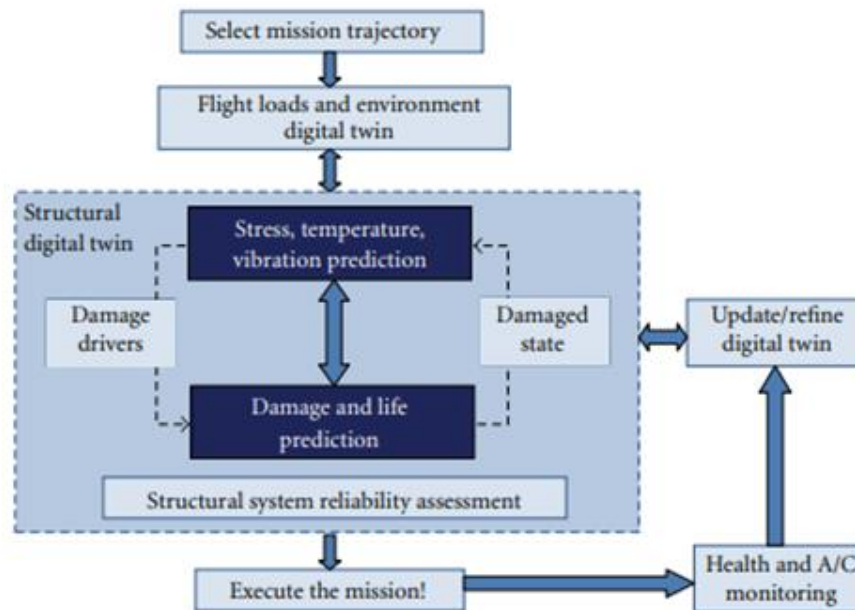 Select mission trajectory
Flight loads and environment
digital twin
Structural
digital twin
Stress, temperature,
vibration prediction
Damage
drivers
Damaged
state
Update/refine
digital twin
Damage and life
prediction
Structural system reliability assessment
Execute the mission!
Health and A/C
monitoring